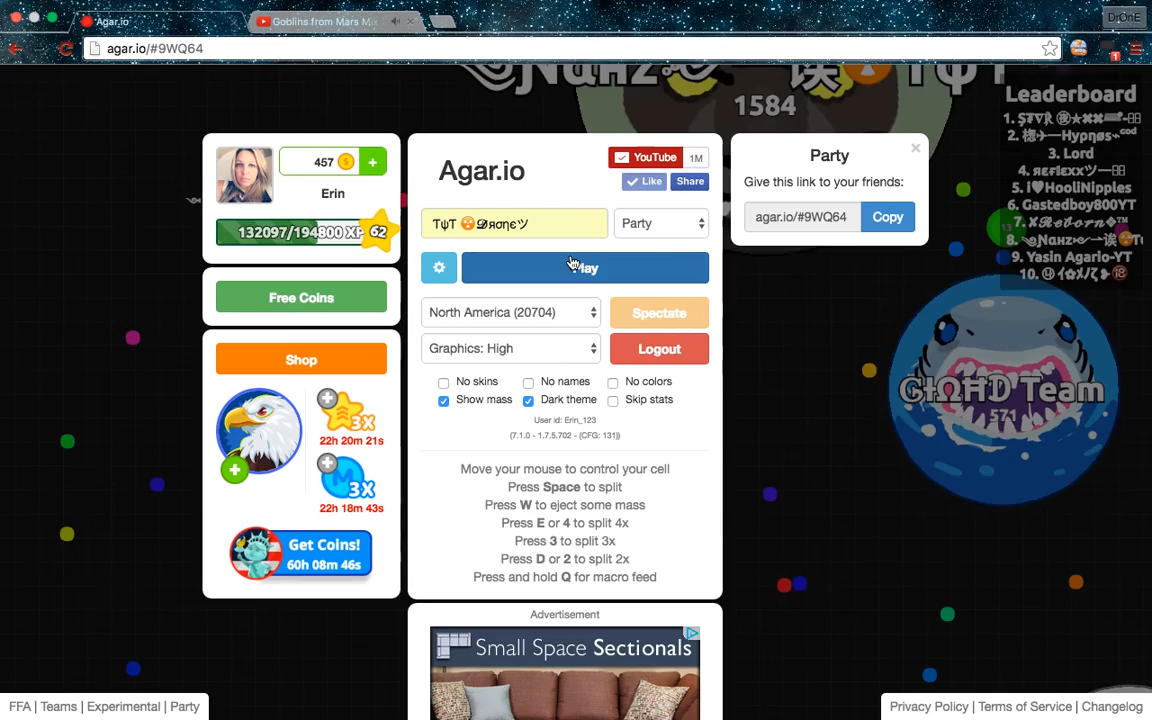 Agar.io
Goblins from Mars Mix
DrOnE
agar.io/#9WQ64
1
1584
Leaderboard
3. Lord
5. i♥HooliNipples
6. Gastedboy800YT
9. Yasin Agario-YT
457
+
Erin
132097/194800 XP
62
Free Coins
Shop
3X
22h 20m 21s
M
3X
22h 18m 43s
Get Coins!
60h 08m 46s
Agar.io
YouTube
1M
Like
Share
Party
Play
North America (20704)
Spectate
Graphics: High
Logout
No skins
No names
No colors
Show mass
Dark theme
Skip stats
User id: Erin_123
(7.1.0 - 1.7.5.702 - (CFG: 131))
Move your mouse to control your cell
Press Space to split
Press W to eject some mass
Press E or 4 to split 4x
Press 3 to split 3x
Press D or 2 to split 2x
Press and hold Q for macro feed
Advertisement
Small Space Sectionals
Party
×
Give this link to your friends:
agar.io/#9WQ64
Copy
13
GŧΩĦD Team
571
FFA | Teams | Experimental | Party
Privacy Policy | Terms of Service | Changelog